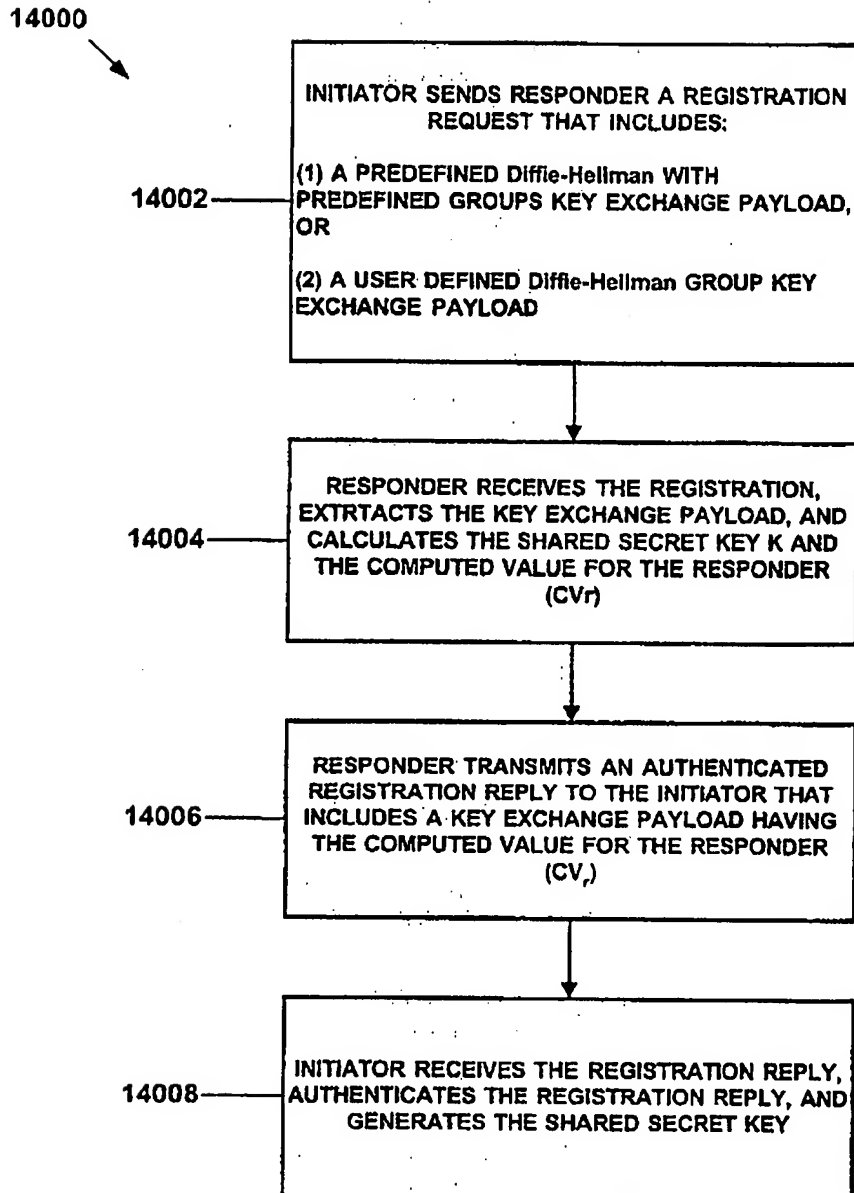 14000
INITIATOR SENDS RESPONDER A REGISTRATION
REQUEST THAT INCLUDES:
(1) A PREDEFINED Diffie-Hellman WITH
PREDEFINED GROUPS KEY EXCHANGE PAYLOAD,
OR
(2) A USER DEFINED Diffie-Hellman GROUP KEY
EXCHANGE PAYLOAD
14002
RESPONDER RECEIVES THE REGISTRATION,
EXTRTACTS THE KEY EXCHANGE PAYLOAD, AND
CALCULATES THE SHARED SECRET KEY K AND
THE COMPUTED VALUE FOR THE RESPONDER
(CVr)
14004
RESPONDER TRANSMITS AN AUTHENTICATED
REGISTRATION REPLY TO THE INITIATOR THAT
INCLUDES A KEY EXCHANGE PAYLOAD HAVING
THE COMPUTED VALUE FOR THE RESPONDER
(CVr)
14006
INITIATOR RECEIVES THE REGISTRATION REPLY,
AUTHENTICATES THE REGISTRATION REPLY, AND
GENERATES THE SHARED SECRET KEY
14008